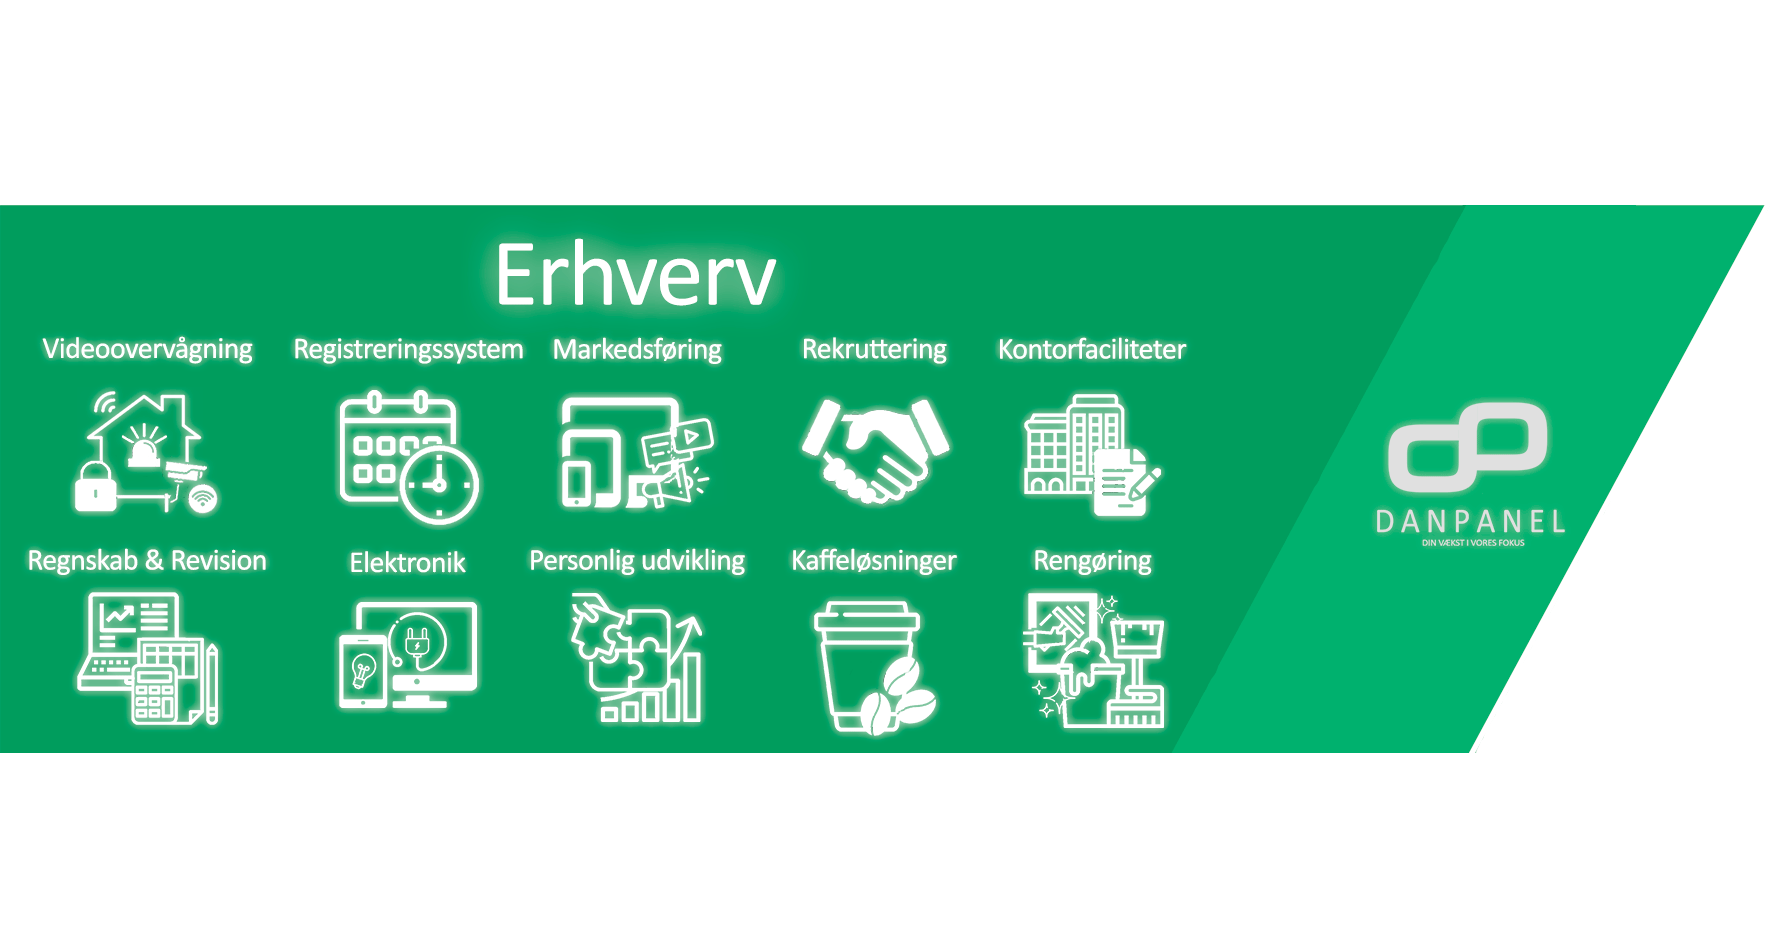 Erhverv
Videoovervågning
Registreringssystem
Markedsføring
Rekruttering
Kontorfaciliteter
Regnskab & Revision
Elektronik
Personlig udvikling
Kaffeløsninger
Rengøring
DANPANEL
DIN VÆKST I VORES FOKUS